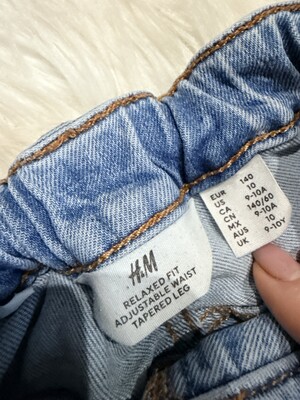 H&M
RELAXED FIT
ADJUSTABLE WAIST
TAPERED LEG
EUR 140
US 10
CA 9-10A
CN 140/60
MX 9-10A
AUS 10
UK 9-10Y